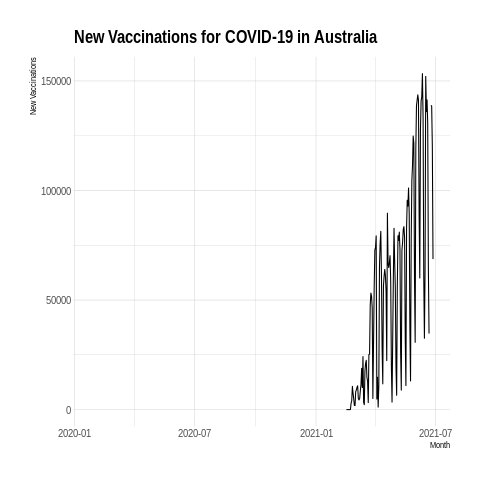 New Vaccinations for COVID-19 in Australia
New Vaccinations
150000
100000
50000
0
2020-01
2020-07
2021-01
2021-07
Month